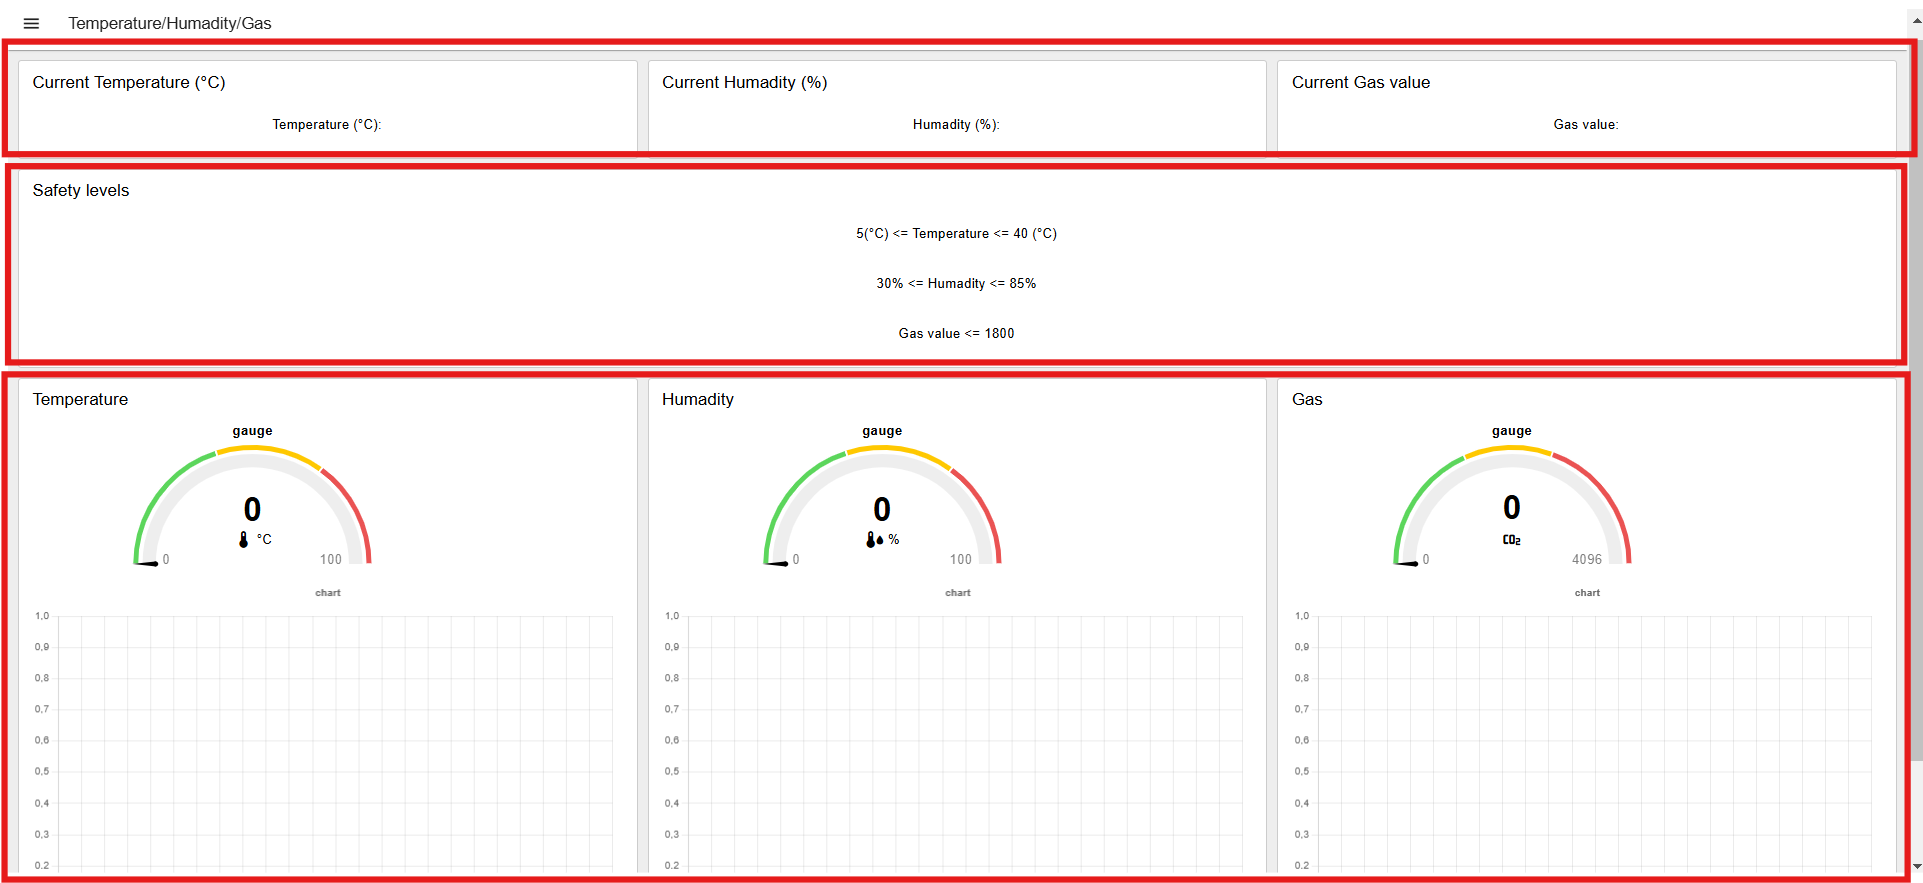 Temperature/Humadity/Gas
Current Temperature (°C)
Temperature (°C):
Current Humadity (%)
Humadity (%):
Current Gas value
Gas value:
Safety levels
5(°C) <= Temperature <= 40 (°C)
30% <= Humadity <= 85%
Gas value <= 1800
Temperature
gauge
0
°C
0 100
chart
1,0
0,9
0,8
0,7
0,6
0,5
0,4
0,3
0.2
Humadity
gauge
0
%
0 100
chart
1,0
0,9
0,8
0,7
0,6
0,5
0,4
0,3
0.2
Gas
gauge
0
CO₂
0 4096
chart
1,0
0,9
0,8
0,7
0,6
0,5
0,4
0,3
0.2